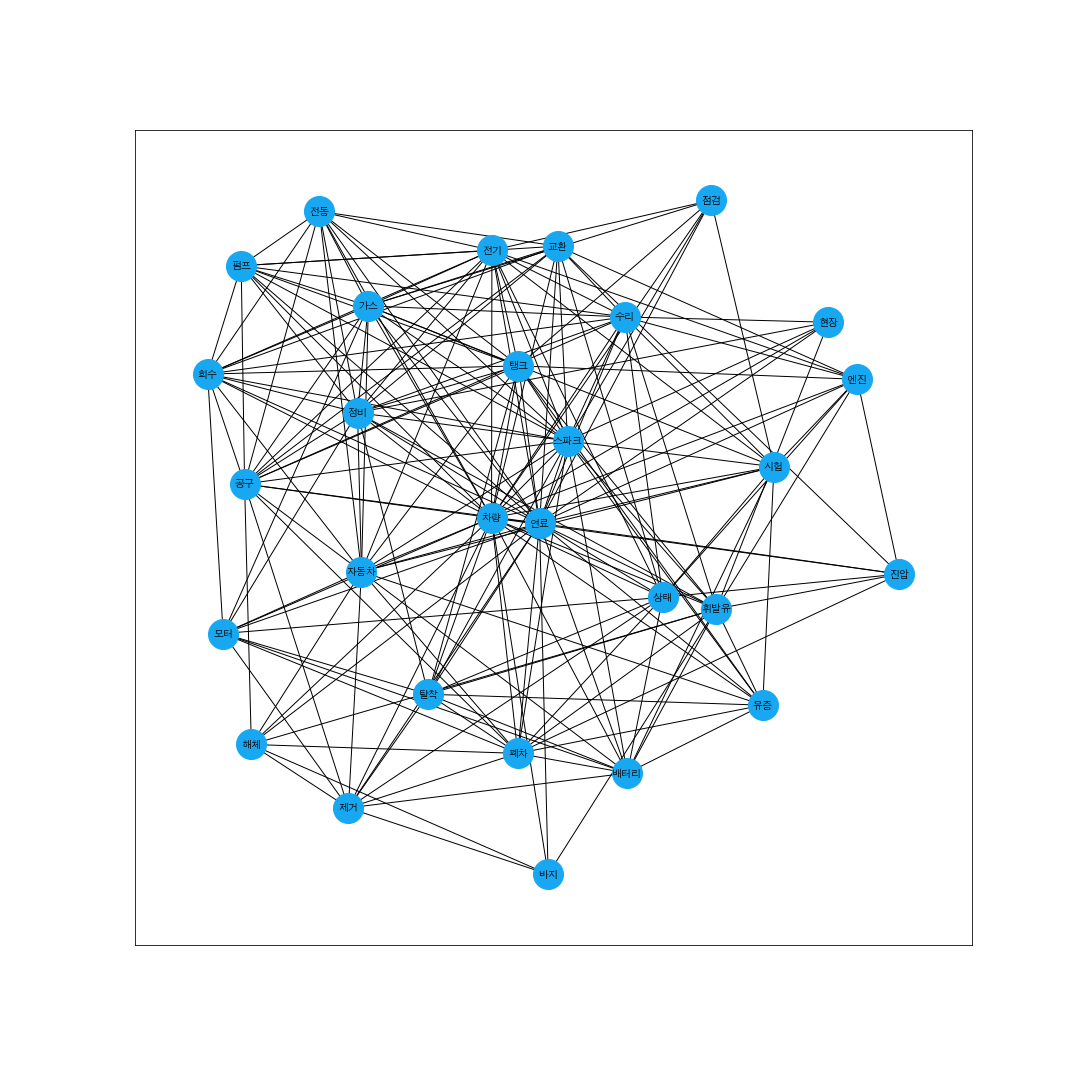 점검
전동
교환
전기
펌프
가스
수리
현장
탱크
회수
엔진
정비
스파크
시험
공구
차량
연료
자동차
진압
상태
휘발유
모터
탈착
유증
해체
폐차
배터리
제거
바지